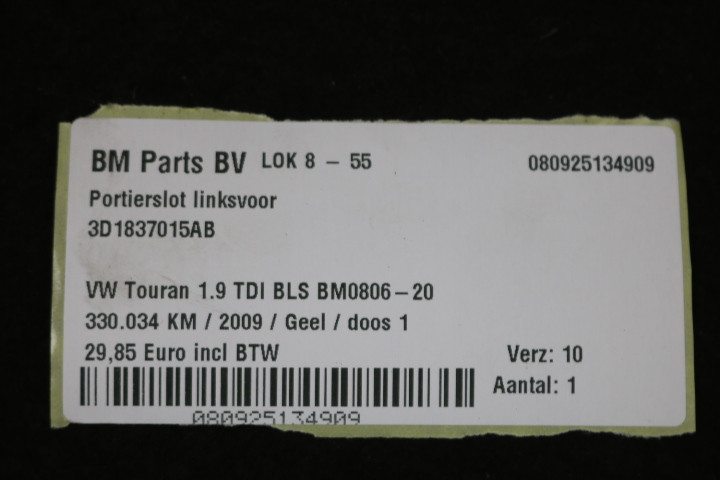 BM Parts BV LOK 8 - 55 080925134909
Portierslot linksvoor
3D1837015AB
VW Touran 1.9 TDI BLS BM0806-20
330.034 KM / 2009 / Geel / doos 1
29,85 Euro incl BTW Verz: 10
Aantal: 1
080925134909